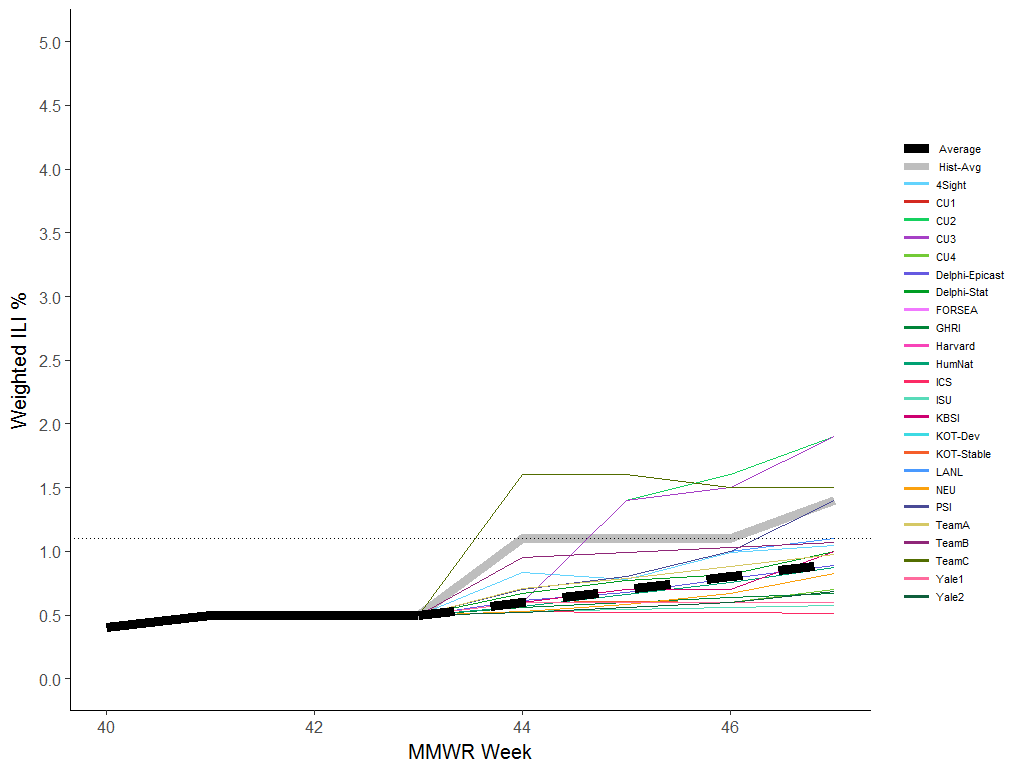 5.0
4.5
4.0
3.5
3.0
2.5
2.0
1.5
1.0
0.5
0.0
Weighted ILI %
40
42
44
46
MMWR Week
Average
Hist-Avg
4Sight
CU1
CU2
CU3
CU4
Delphi-Epicast
Delphi-Stat
FORSEA
GHRI
Harvard
HumNat
ICS
ISU
KBSI
KOT-Dev
KOT-Stable
LANL
NEU
PSI
TeamA
TeamB
TeamC
Yale1
Yale2